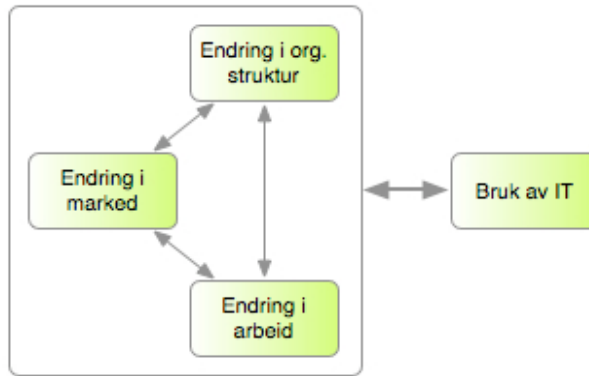 Endring i org.
struktur
Endring i
marked
Bruk av IT
Endring i
arbeid